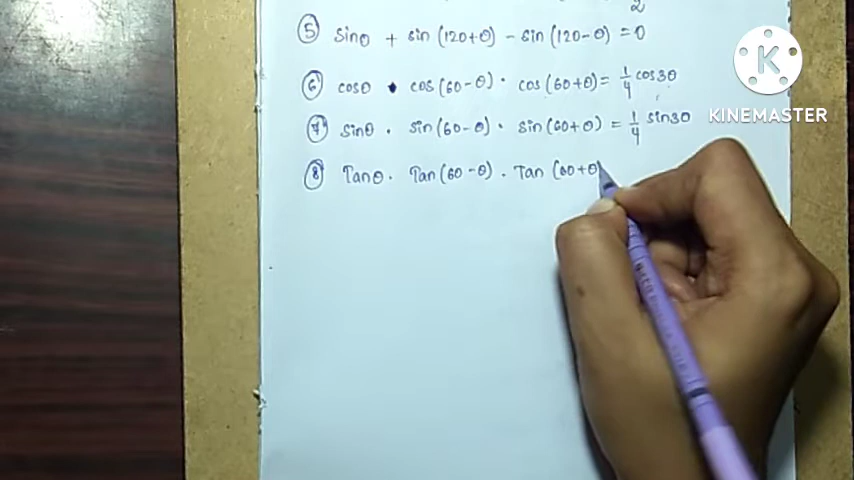 2
⑤ sinθ + sin (120+θ) - sin (120-θ) = 0
⑥ cosθ • cos (60-θ) • cos (60+θ) = 1/4 cos3θ
⑦ sinθ • sin (60-θ) • sin (60+θ) = 1/4 sin3θ
⑧ Tanθ • Tan (60-θ) • Tan (60+θ)
K
KINEMASTER